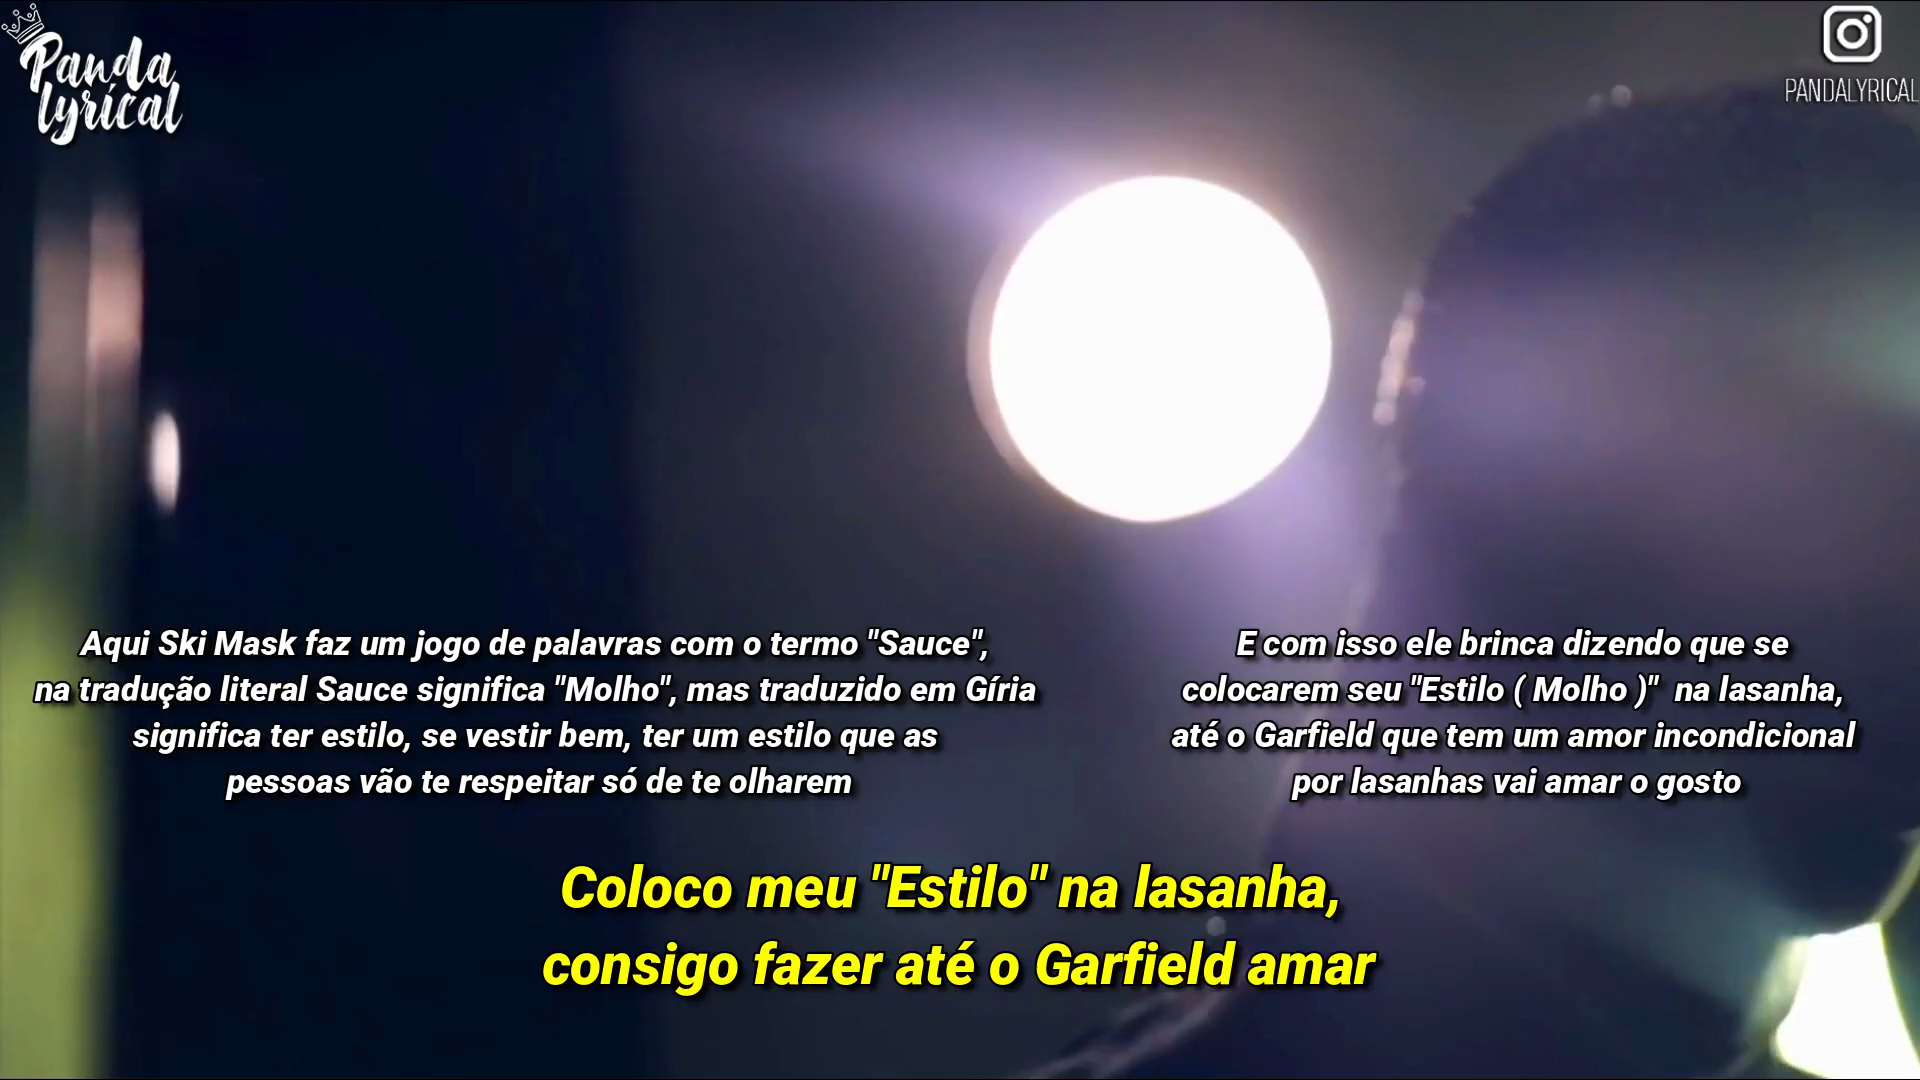 Panda
lyrical
PANDALYRICAL
Aqui Ski Mask faz um jogo de palavras com o termo "Sauce",
na tradução literal Sauce significa "Molho", mas traduzido em Gíria
significa ter estilo, se vestir bem, ter um estilo que as
pessoas vão te respeitar só de te olharem
E com isso ele brinca dizendo que se
colocarem seu "Estilo ( Molho )" na lasanha,
até o Garfield que tem um amor incondicional
por lasanhas vai amar o gosto
Coloco meu "Estilo" na lasanha,
consigo fazer até o Garfield amar